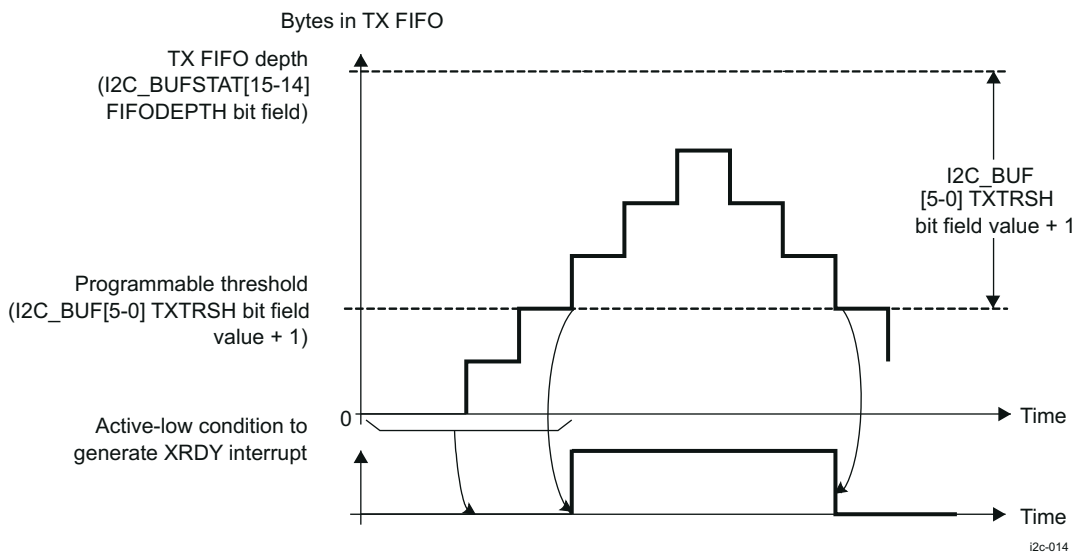 Bytes in TX FIFO
TX FIFO depth
(I2C_BUFSTAT[15-14]
FIFODEPTH bit field)
I2C_BUF
[5-0] TXTRSH
bit field value + 1
Programmable threshold
(I2C_BUF[5-0] TXTRSH bit field
value + 1)
0
Time
Active-low condition to
generate XRDY interrupt
Time
i2c-014